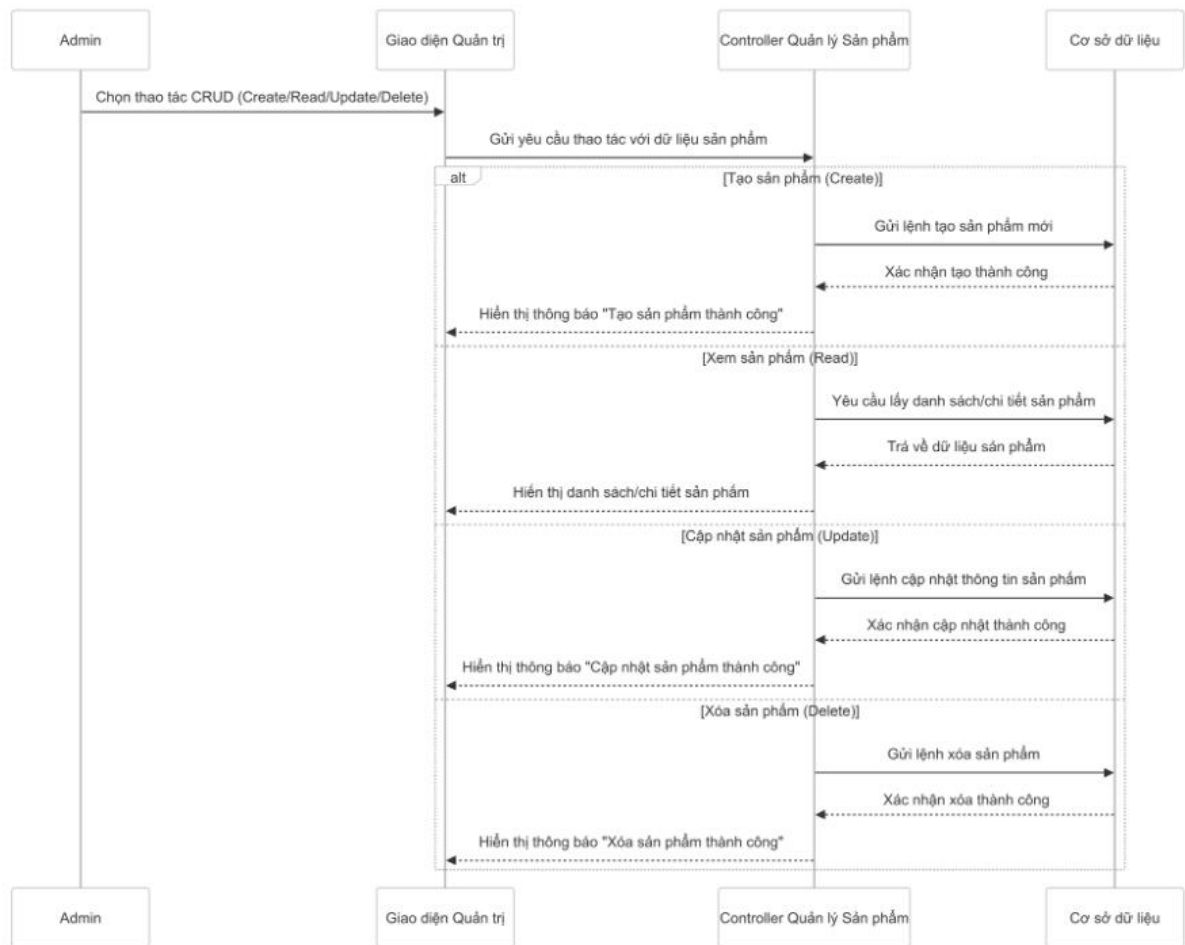 Admin
Giao diện Quản trị
Controller Quản lý Sản phẩm
Cơ sở dữ liệu
Chọn thao tác CRUD (Create/Read/Update/Delete)
Gửi yêu cầu thao tác với dữ liệu sản phẩm
alt
[Tạo sản phẩm (Create)]
Gửi lệnh tạo sản phẩm mới
Xác nhận tạo thành công
Hiển thị thông báo "Tạo sản phẩm thành công"
[Xem sản phẩm (Read)]
Yêu cầu lấy danh sách/chi tiết sản phẩm
Trả về dữ liệu sản phẩm
Hiển thị danh sách/chi tiết sản phẩm
[Cập nhật sản phẩm (Update)]
Gửi lệnh cập nhật thông tin sản phẩm
Xác nhận cập nhật thành công
Hiển thị thông báo "Cập nhật sản phẩm thành công"
[Xóa sản phẩm (Delete)]
Gửi lệnh xóa sản phẩm
Xác nhận xóa thành công
Hiển thị thông báo "Xóa sản phẩm thành công"
Admin
Giao diện Quản trị
Controller Quản lý Sản phẩm
Cơ sở dữ liệu